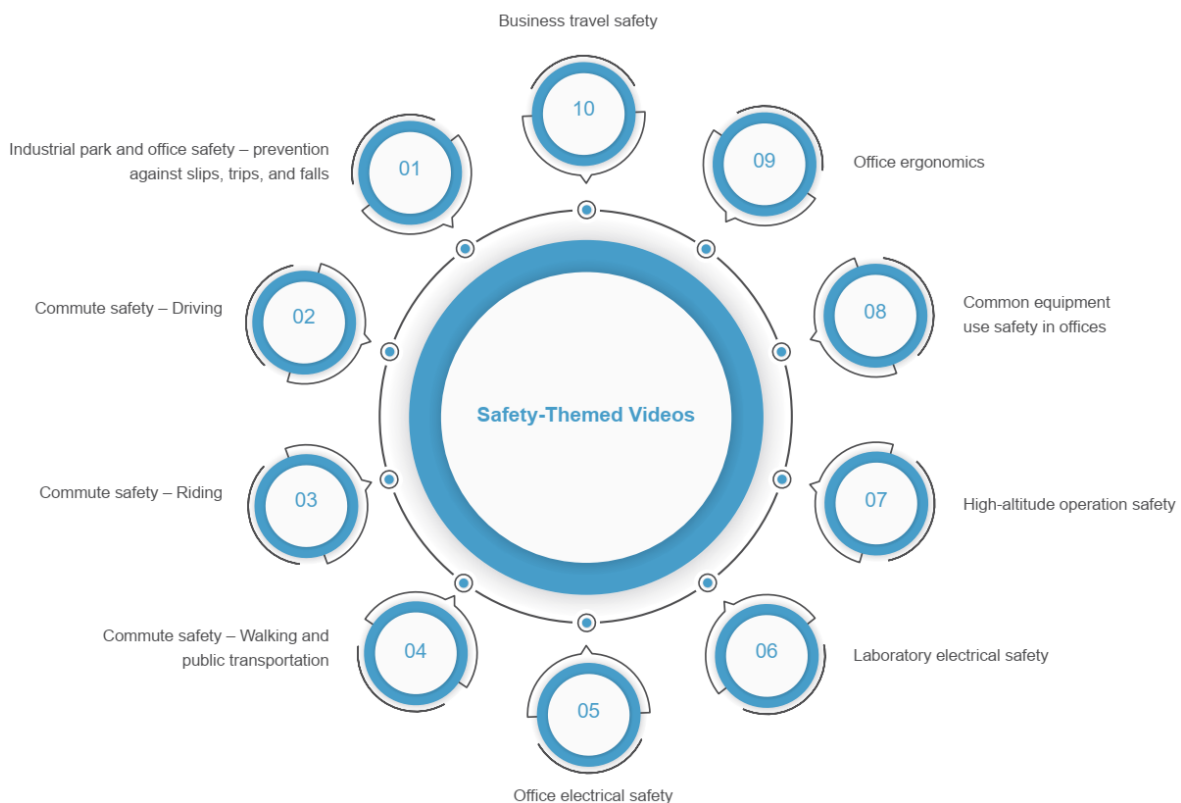 Business travel safety
10
Industrial park and office safety – prevention
against slips, trips, and falls
01
09
Office ergonomics
Commute safety – Driving
02
08
Common equipment
use safety in offices
Safety-Themed Videos
Commute safety – Riding
03
07
High-altitude operation safety
Commute safety – Walking and
public transportation
04
06
Laboratory electrical safety
05
Office electrical safety